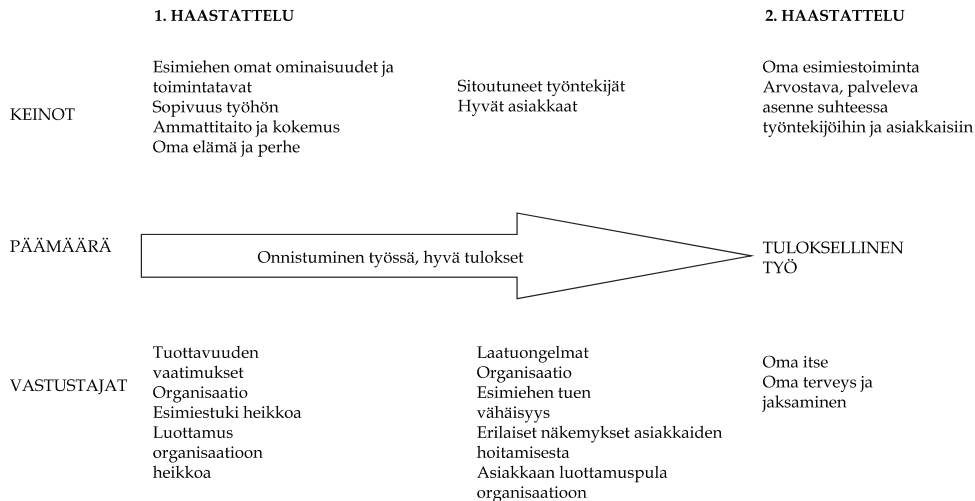 1. HAASTATTELU
2. HAASTATTELU
KEINOT
Esimiehen omat ominaisuudet ja
toimintatavat
Sopivuus työhön
Ammattitaito ja kokemus
Oma elämä ja perhe
Sitoutuneet työntekijät
Hyvät asiakkaat
Oma esimiestoiminta
Arvostava, palveleva
asenne suhteessa
työntekijöihin ja asiakkaisiin
PÄÄMÄÄRÄ
Onnistuminen työssä, hyvä tulokset
TULOKSELLINEN
TYÖ
VASTUSTAJAT
Tuottavuuden
vaatimukset
Organisaatio
Esimiestuki heikkoa
Luottamus
organisaatioon
heikkoa
Laatuongelmat
Organisaatio
Esimiehen tuen
vähäisyys
Erilaiset näkemykset asiakkaiden
hoitamisesta
Asiakkaan luottamuspula
organisaatioon
Oma itse
Oma terveys ja
jaksaminen